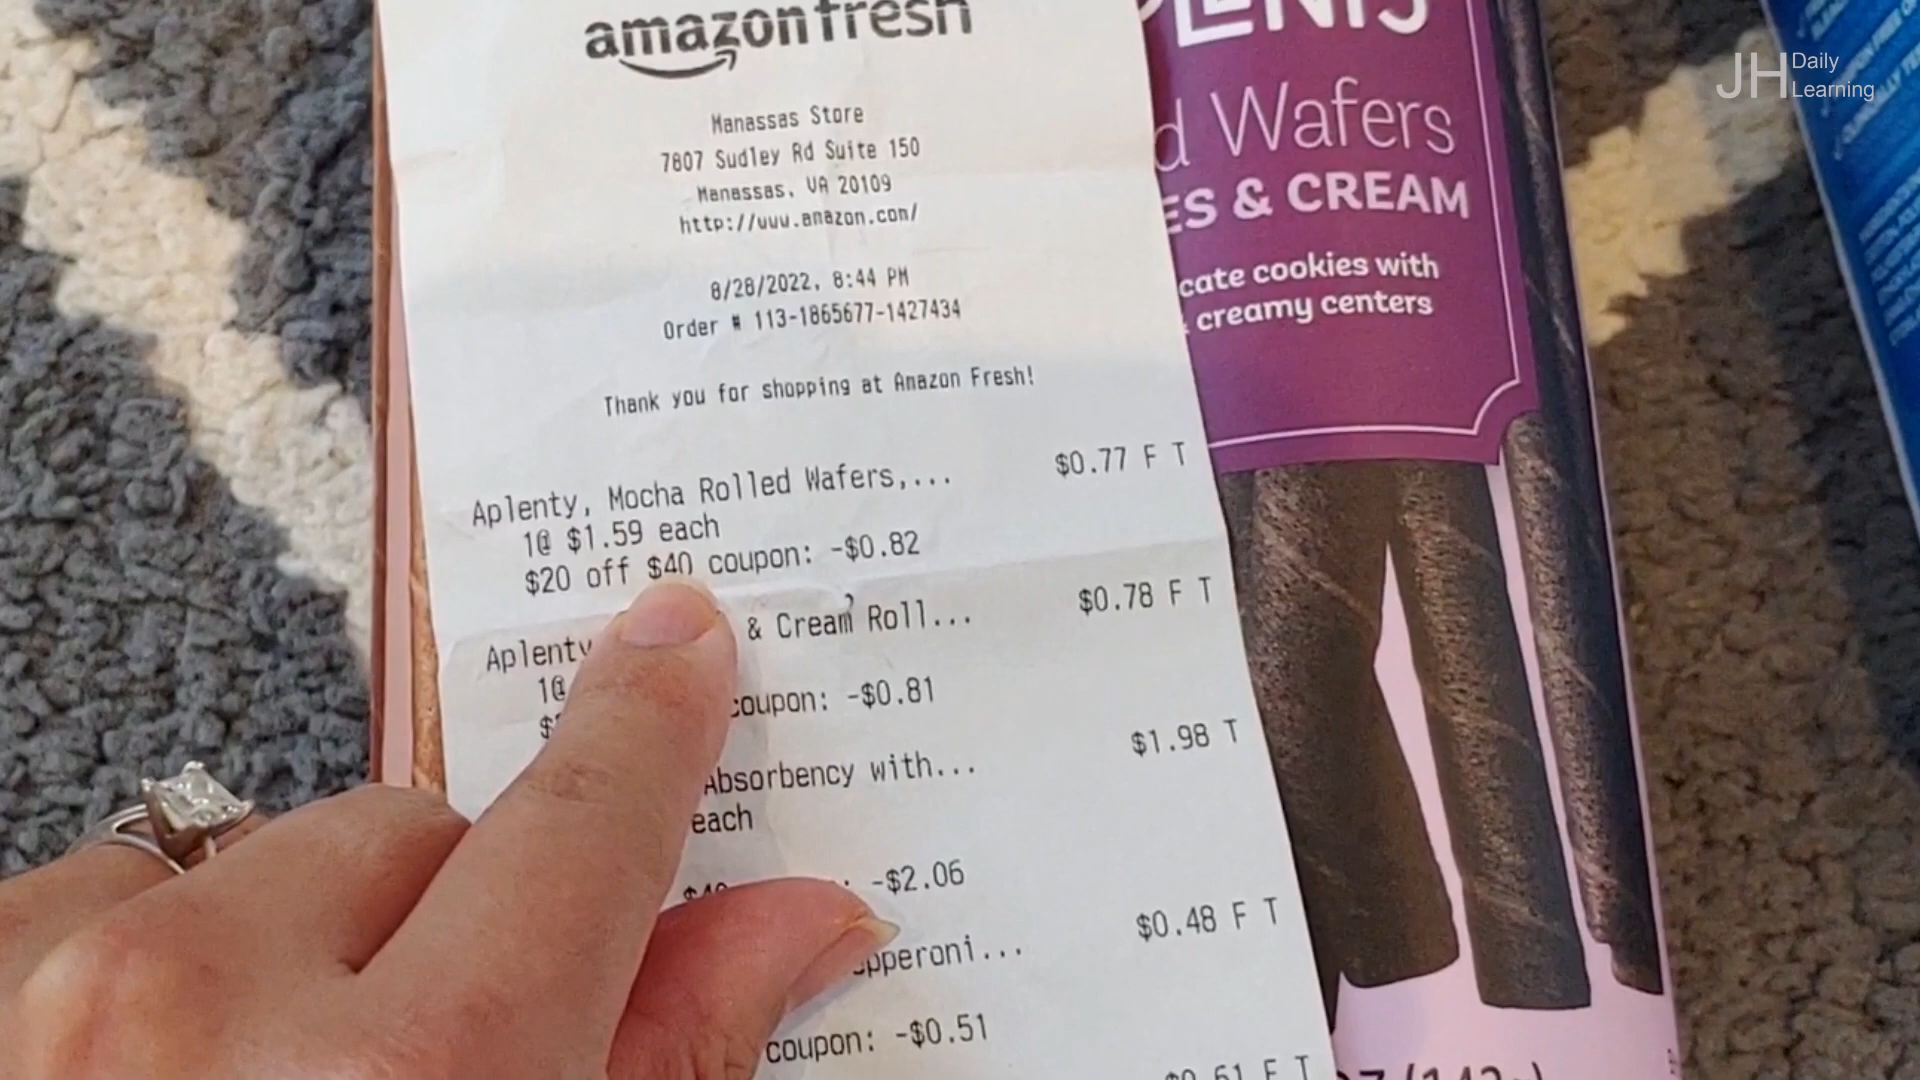 amazonfresh
Manassas Store
7807 Sudley Rd Suite 150
Manassas, VA 20109
http://www.amazon.com/
8/28/2022, 8:44 PM
Order # 113-1865677-1427434
Thank you for shopping at Amazon Fresh!
Aplenty, Mocha Rolled Wafers,... $0.77 F T
1@ $1.59 each
$20 off $40 coupon: -$0.82
Aplenty & Cream Roll... $0.78 F T
1@
coupon: -$0.81
Absorbency with... $1.98 T
each
-$2.06
$0.48 F T
coupon: -$0.51
Wafers
& CREAM
cookies with
creamy centers
JH Daily
Learning